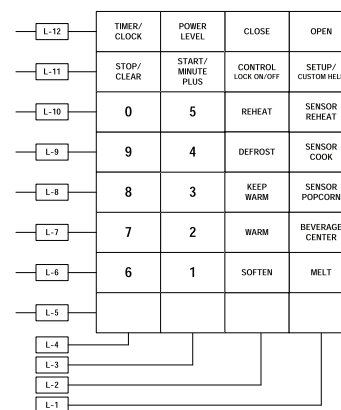 L-12 TIMER/ CLOCK POWER LEVEL CLOSE OPEN
L-11 STOP/ CLEAR START/ MINUTE PLUS CONTROL LOCK ON/OFF SETUP/ CUSTOM HEL
L-10 0 5 REHEAT SENSOR REHEAT
L-9 9 4 DEFROST SENSOR COOK
L-8 8 3 KEEP WARM SENSOR POPCORN
L-7 7 2 WARM BEVERAGE CENTER
L-6 6 1 SOFTEN MELT
L-5
L-4
L-3
L-2
L-1